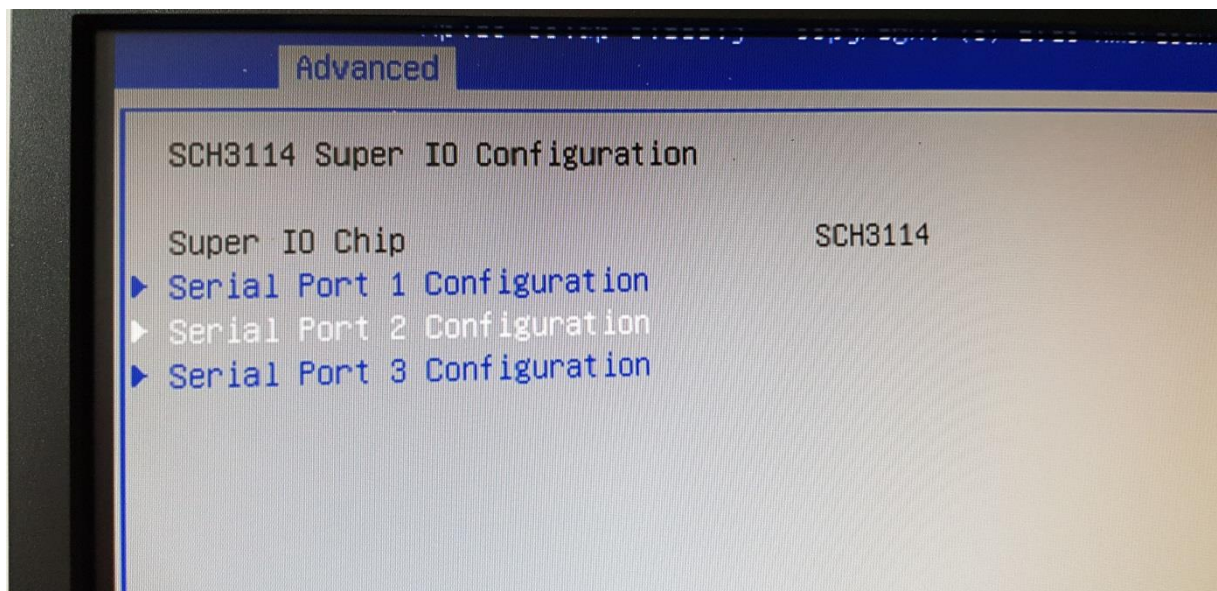 Advanced
SCH3114 Super IO Configuration
Super IO Chip SCH3114
Serial Port 1 Configuration
Serial Port 2 Configuration
Serial Port 3 Configuration